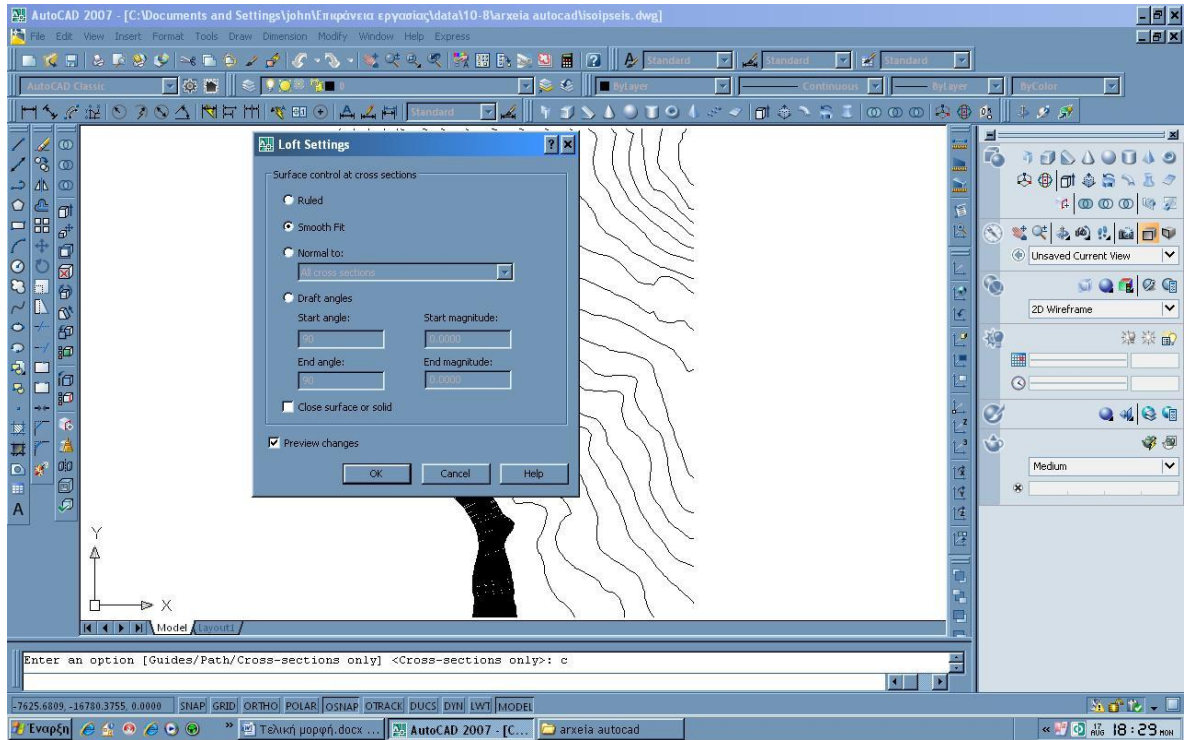 AutoCAD 2007 - [C:\Documents and Settings\john\Επιφάνεια εργασίας\data\10-8\arxeia autocad\isoipseis.dwg]
File Edit View Insert Format Tools Draw Dimension Modify Window Help Express
Standard Standard Standard
AutoCAD Classic 0 ByLayer Continuous ByLayer ByColor
Standard
Loft Settings
Surface control at cross sections
Ruled
Smooth Fit
Normal to:
All cross sections
Draft angles
Start angle: Start magnitude:
90 0.0000
End angle: End magnitude:
90 0.0000
Close surface or solid
Preview changes
OK Cancel Help
Unsaved Current View
2D Wireframe
Medium
Y
X
Model Layout1
Enter an option [Guides/Path/Cross-sections only] <Cross-sections only>: c
-7625.6809, -16780.3755, 0.0000 SNAP GRID ORTHO POLAR OSNAP OTRACK DUCS DYN LWT MODEL
Έναρξη » Τελική μορφή.docx ... AutoCAD 2007 - [C... arxeia autocad « 17 AUG 18:29 MON